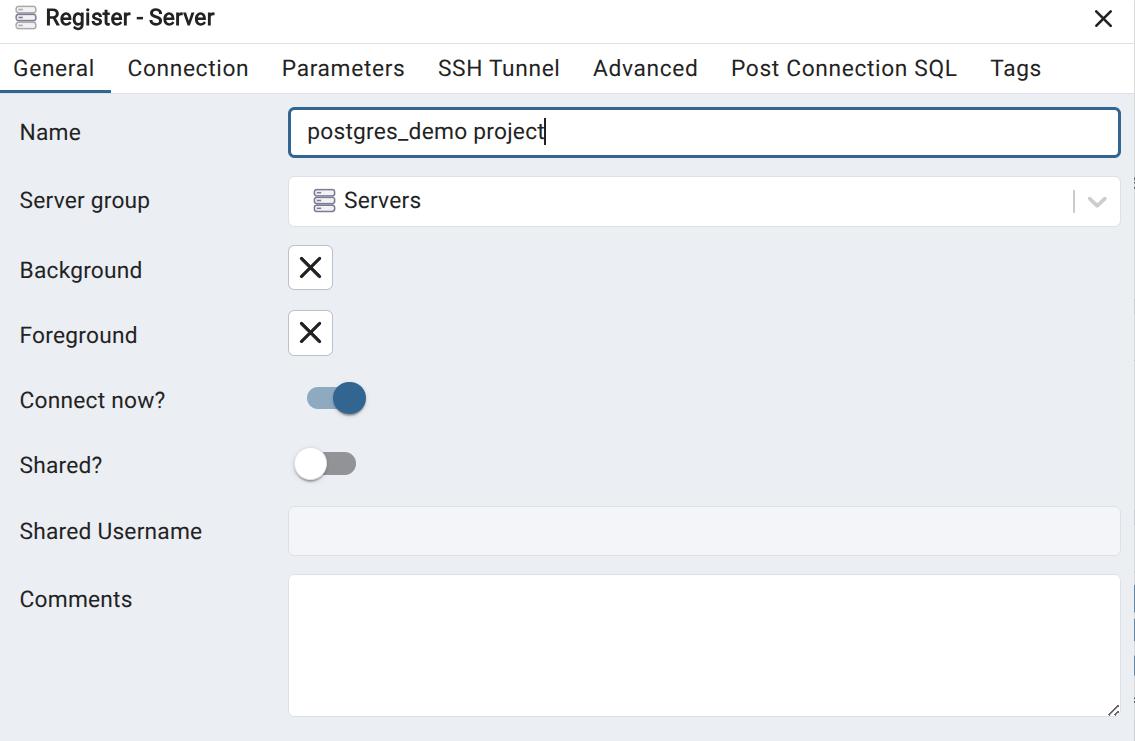 Register - Server
General Connection Parameters SSH Tunnel Advanced Post Connection SQL Tags
Name postgres_demo project
Server group Servers
Background
Foreground
Connect now?
Shared?
Shared Username
Comments